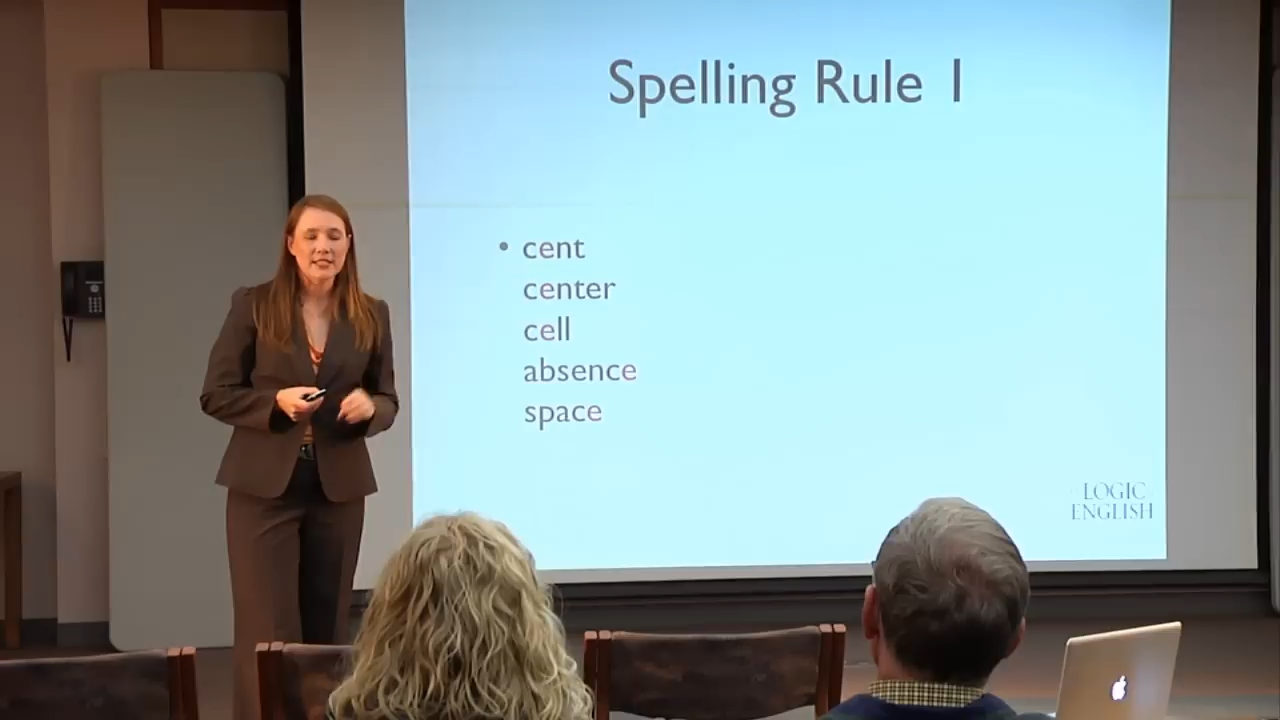 Spelling Rule 1
• cent
center
cell
absence
space
LOGIC
ENGLISH